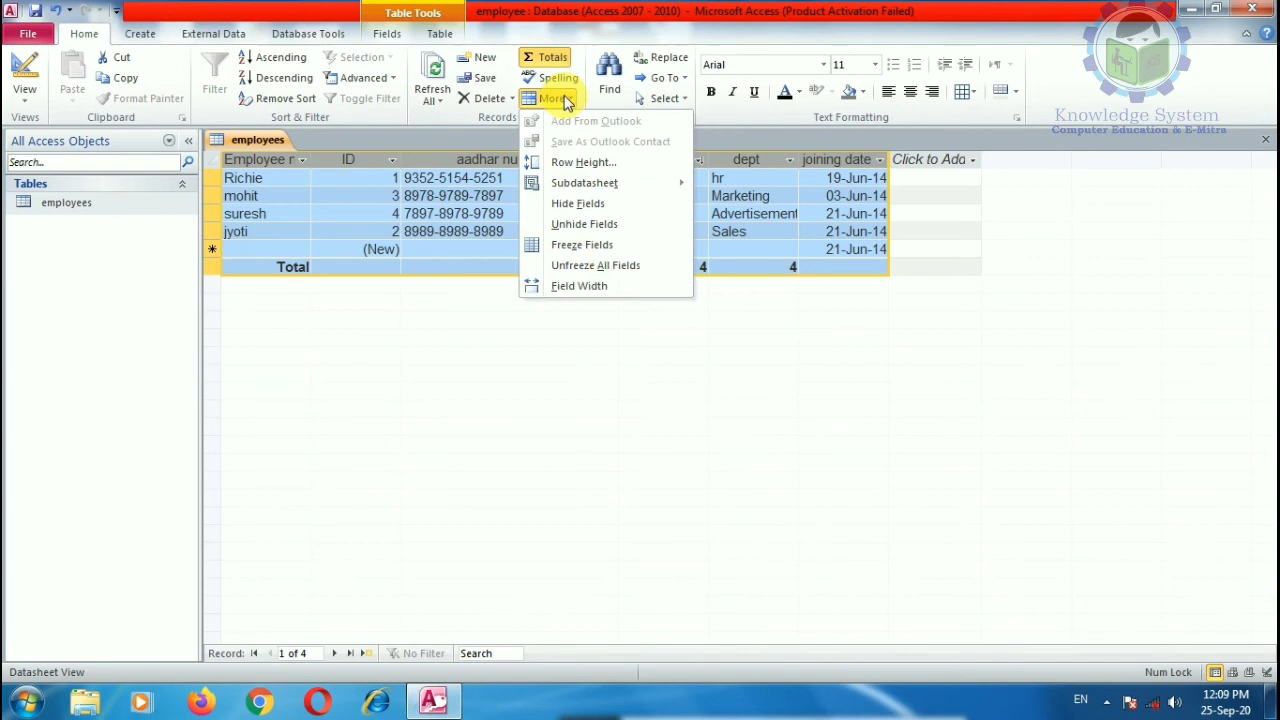 Table Tools
employee : Database (Access 2007 - 2010) - Microsoft Access (Product Activation Failed)
File Home Create External Data Database Tools Fields Table
View
Views
Paste
Cut
Copy
Format Painter
Clipboard
Filter
Ascending
Descending
Remove Sort
Selection
Advanced
Toggle Filter
Sort & Filter
Refresh All
New
Save
Delete
Totals
Spelling
More
Records
Find
Replace
Go To
Select
Arial 11
B I U A
Text Formatting
Knowledge System
Computer Education & E-Mitra
Add From Outlook
Save As Outlook Contact
Row Height...
Subdatasheet
Hide Fields
Unhide Fields
Freeze Fields
Unfreeze All Fields
Field Width
All Access Objects
Search...
Tables
employees
employees
Employee n ID aadhar nu dept joining date Click to Add
Richie 1 9352-5154-5251 hr 19-Jun-14
mohit 3 8978-9789-7897 Marketing 03-Jun-14
suresh 4 7897-8978-9789 Advertisement 21-Jun-14
jyoti 2 8989-8989-8989 Sales 21-Jun-14
(New) 21-Jun-14
Total 4 4
Record: 1 of 4 No Filter Search
Datasheet View Num Lock
EN
12:09 PM
25-Sep-20